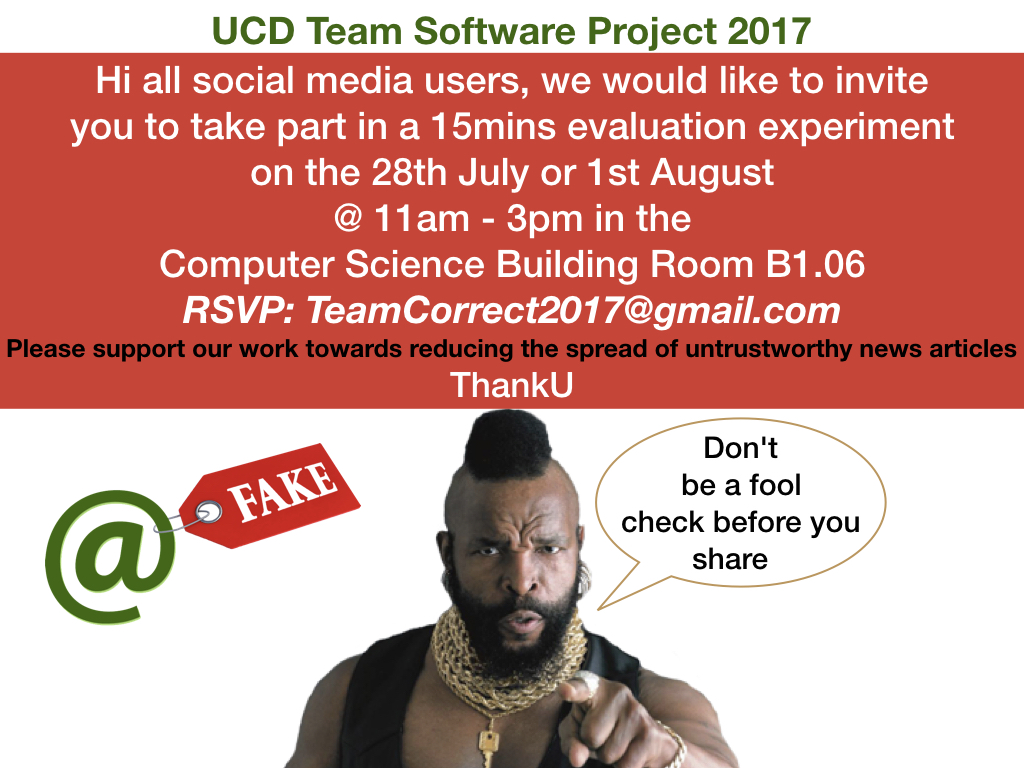 UCD Team Software Project 2017
Hi all social media users, we would like to invite
you to take part in a 15mins evaluation experiment
on the 28th July or 1st August
@ 11am - 3pm in the
Computer Science Building Room B1.06
RSVP: TeamCorrect2017@gmail.com
Please support our work towards reducing the spread of untrustworthy news articles
ThankU
@
FAKE
Don't
be a fool
check before you
share